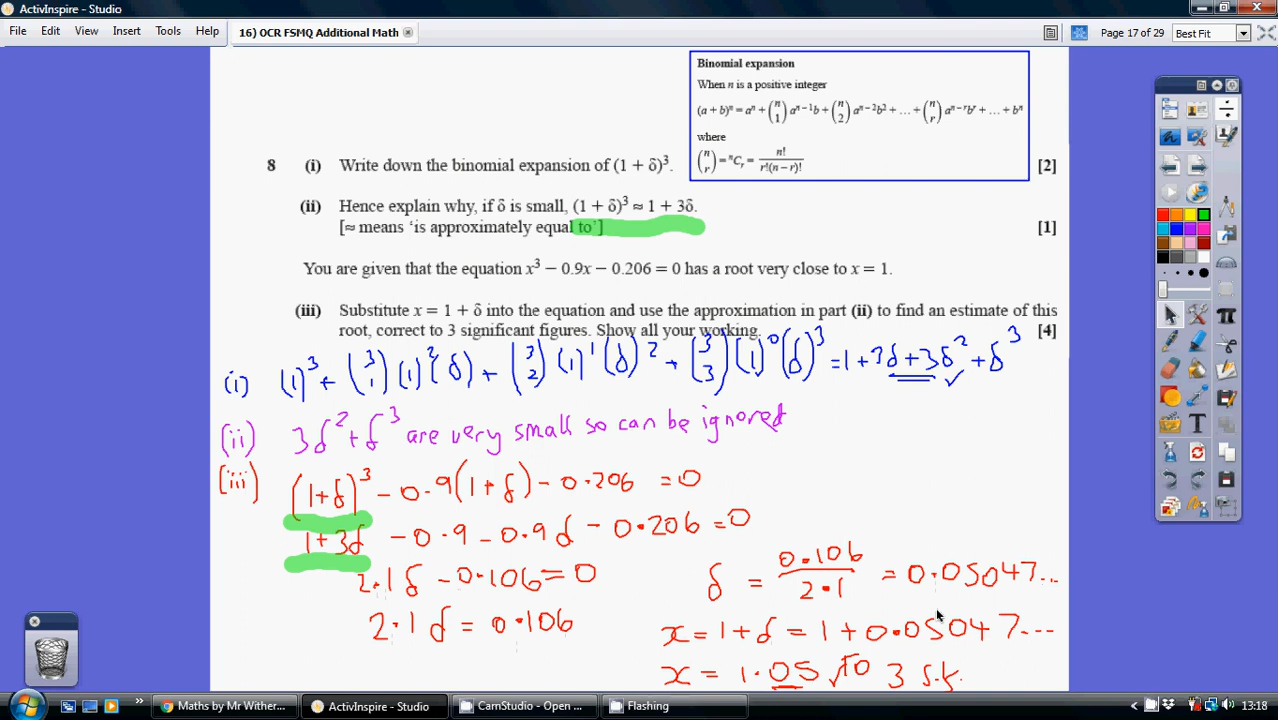 ActivInspire - Studio
File Edit View Insert Tools Help 16) OCR FSMQ Additional Math Page 17 of 29 Best Fit
Binomial expansion
When n is a positive integer
(a + b)ⁿ = aⁿ + (n 1) aⁿ⁻¹b + (n 2) aⁿ⁻²b² + … + (n r) aⁿ⁻ʳbʳ + … + bⁿ
where
(n r) = ⁿCᵣ = n! / r!(n − r)!
8 (i) Write down the binomial expansion of (1 + δ)³. [2]
(ii) Hence explain why, if δ is small, (1 + δ)³ ≈ 1 + 3δ.
[≈ means ‘is approximately equal to’] [1]
You are given that the equation x³ − 0.9x − 0.206 = 0 has a root very close to x = 1.
(iii) Substitute x = 1 + δ into the equation and use the approximation in part (ii) to find an estimate of this
root, correct to 3 significant figures. Show all your working. [4]
(i) (1)³ + (3 1)(1)²(δ) + (3 2)(1)¹(δ)² + (3 3)(1)⁰(δ)³ = 1 + 3δ + 3δ² + δ³
(ii) 3δ² + δ³ are very small so can be ignored
(iii) (1+δ)³ − 0.9(1+δ) − 0.206 = 0
1+3δ − 0.9 − 0.9δ − 0.206 = 0
2.1δ − 0.106 = 0
2.1δ = 0.106
δ = 0.106 / 2.1 = 0.05047...
x = 1+δ = 1 + 0.05047...
x = 1.05 to 3 s.f.
Maths by Mr Wither... ActivInspire - Studio CamStudio - Open ... Flashing 13:18